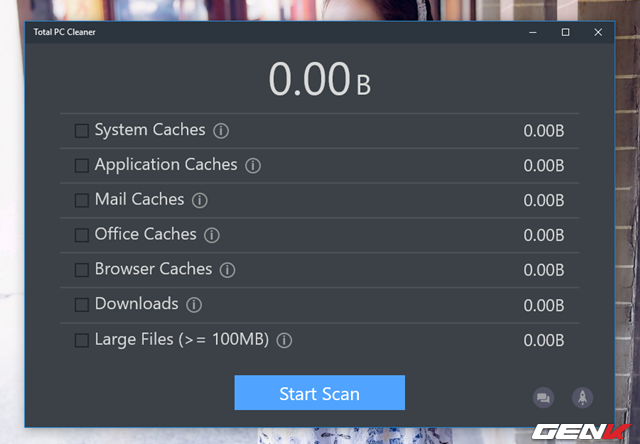 Total PC Cleaner
0.00 B
System Caches 0.00B
Application Caches 0.00B
Mail Caches 0.00B
Office Caches 0.00B
Browser Caches 0.00B
Downloads 0.00B
Large Files (>= 100MB) 0.00B
Start Scan
GENK